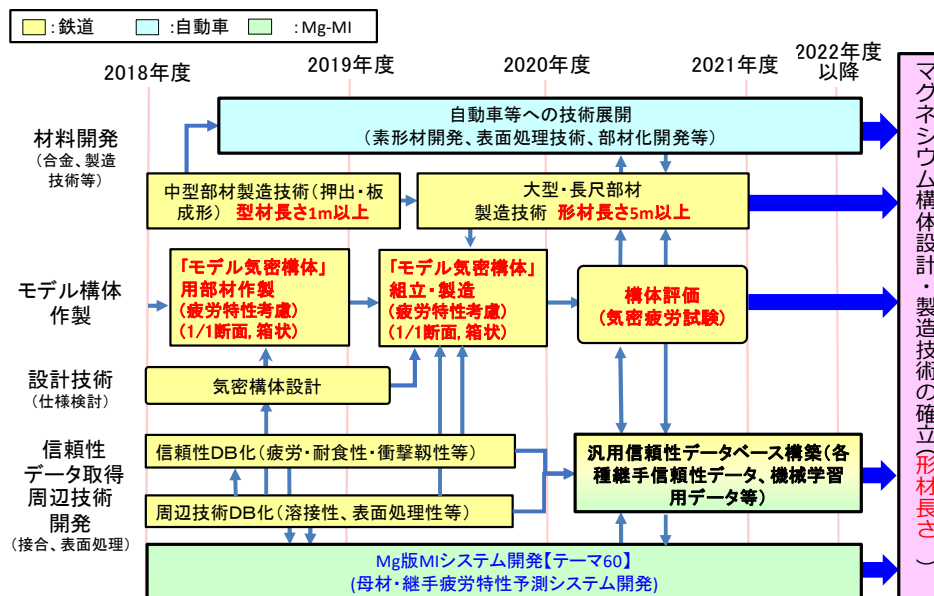 :鉄道 :自動車 :Mg-MI
2018年度
2019年度
2020年度
2021年度
2022年度
以降
材料開発
(合金、製造
技術等)
自動車等への技術展開
(素形材開発、表面処理技術、部材化開発等)
中型部材製造技術(押出・板
成形) 型材長さ1m以上
大型・長尺部材
製造技術 形材長さ5m以上
モデル構体
作製
「モデル気密構体」
用部材作製
(疲労特性考慮)
(1/1断面,箱状)
「モデル気密構体」
組立・製造
(疲労特性考慮)
(1/1断面,箱状)
構体評価
(気密疲労試験)
設計技術
(仕様検討)
気密構体設計
信頼性
データ取得
周辺技術
開発
(接合、表面処理)
信頼性DB化(疲労・耐食性・衝撃靱性等)
周辺技術DB化(溶接性、表面処理性等)
汎用信頼性データベース構築(各
種継手信頼性データ、機械学習
用データ等)
Mg版MIシステム開発【テーマ60】
(母材・継手疲労特性予測システム開発)
マグネシウム構体設計・製造技術の確立(形材長さ )